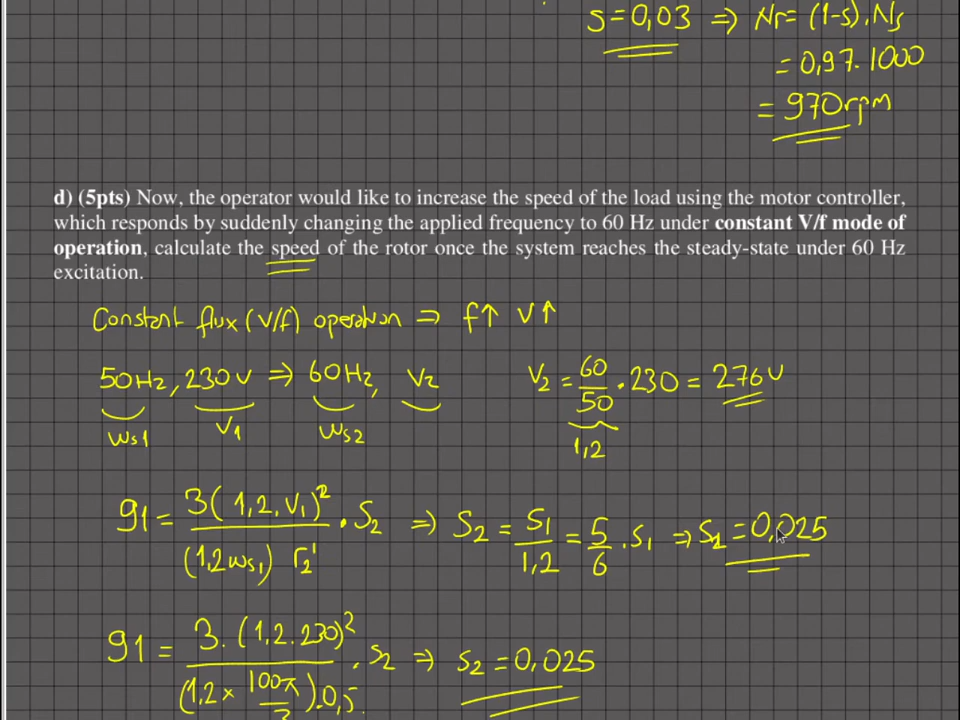 s=0,03 ⇒ Nr= (1-s).Ns
= 0,97.1000
= 970rpm
d) (5pts) Now, the operator would like to increase the speed of the load using the motor controller,
which responds by suddenly changing the applied frequency to 60 Hz under constant V/f mode of
operation, calculate the speed of the rotor once the system reaches the steady-state under 60 Hz
excitation.
Constant flux (V/f) operation ⇒ f↑ V↑
50Hz, 230V ⇒ 60Hz, V2
V2 = 60/50 . 230 = 276V
ws1 V1 ws2
1,2
91 = 3(1,2.V1)²/((1,2ws1) r2') . S2 ⇒ S2 = S1/1,2 = 5/6 . S1 ⇒ S2 = 0,025
91 = 3.(1,2.230)²/((1,2 × 100π/3).0,5) . S2 ⇒ S2 = 0,025